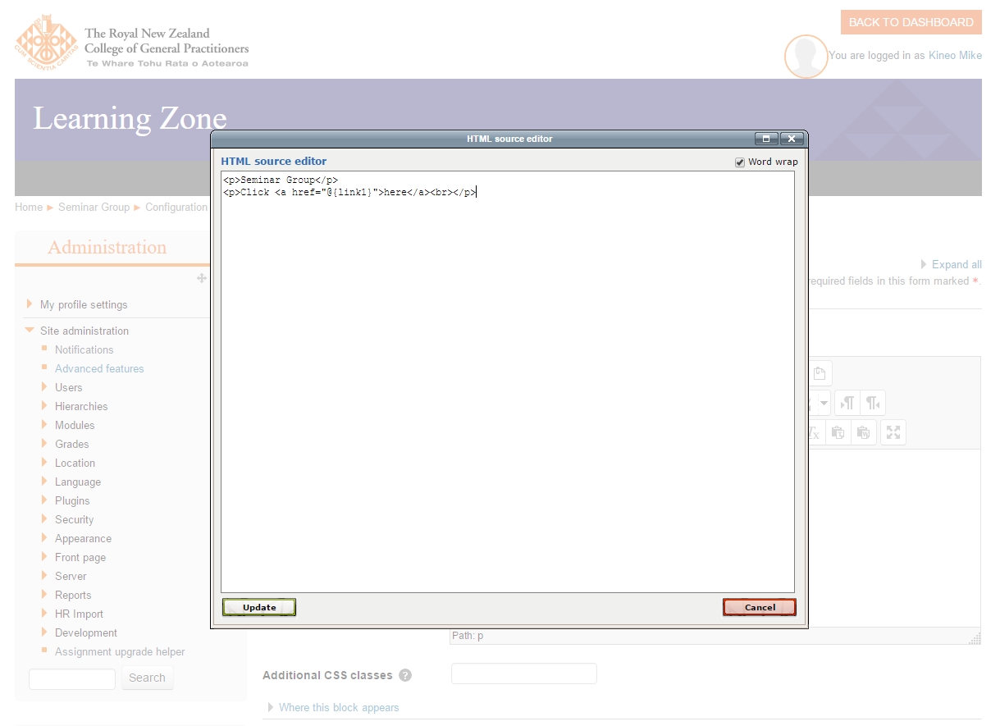 The Royal New Zealand
College of General Practitioners
Te Whare Tohu Rata o Aotearoa
CUM SCIENTIA CARITAS
BACK TO DASHBOARD
You are logged in as Kineo Mike
Learning Zone
HTML source editor
HTML source editor
Word wrap
<p>Seminar Group</p>
<p>Click <a href="@{link1}">here</a><br></p>
Update
Cancel
Home ► Seminar Group ► Configuration
Administration
My profile settings
Site administration
Notifications
Advanced features
Users
Hierarchies
Modules
Grades
Location
Language
Plugins
Security
Appearance
Front page
Server
Reports
HR Import
Development
Assignment upgrade helper
Search
Expand all
required fields in this form marked *.
Path: p
Additional CSS classes ?
Where this block appears